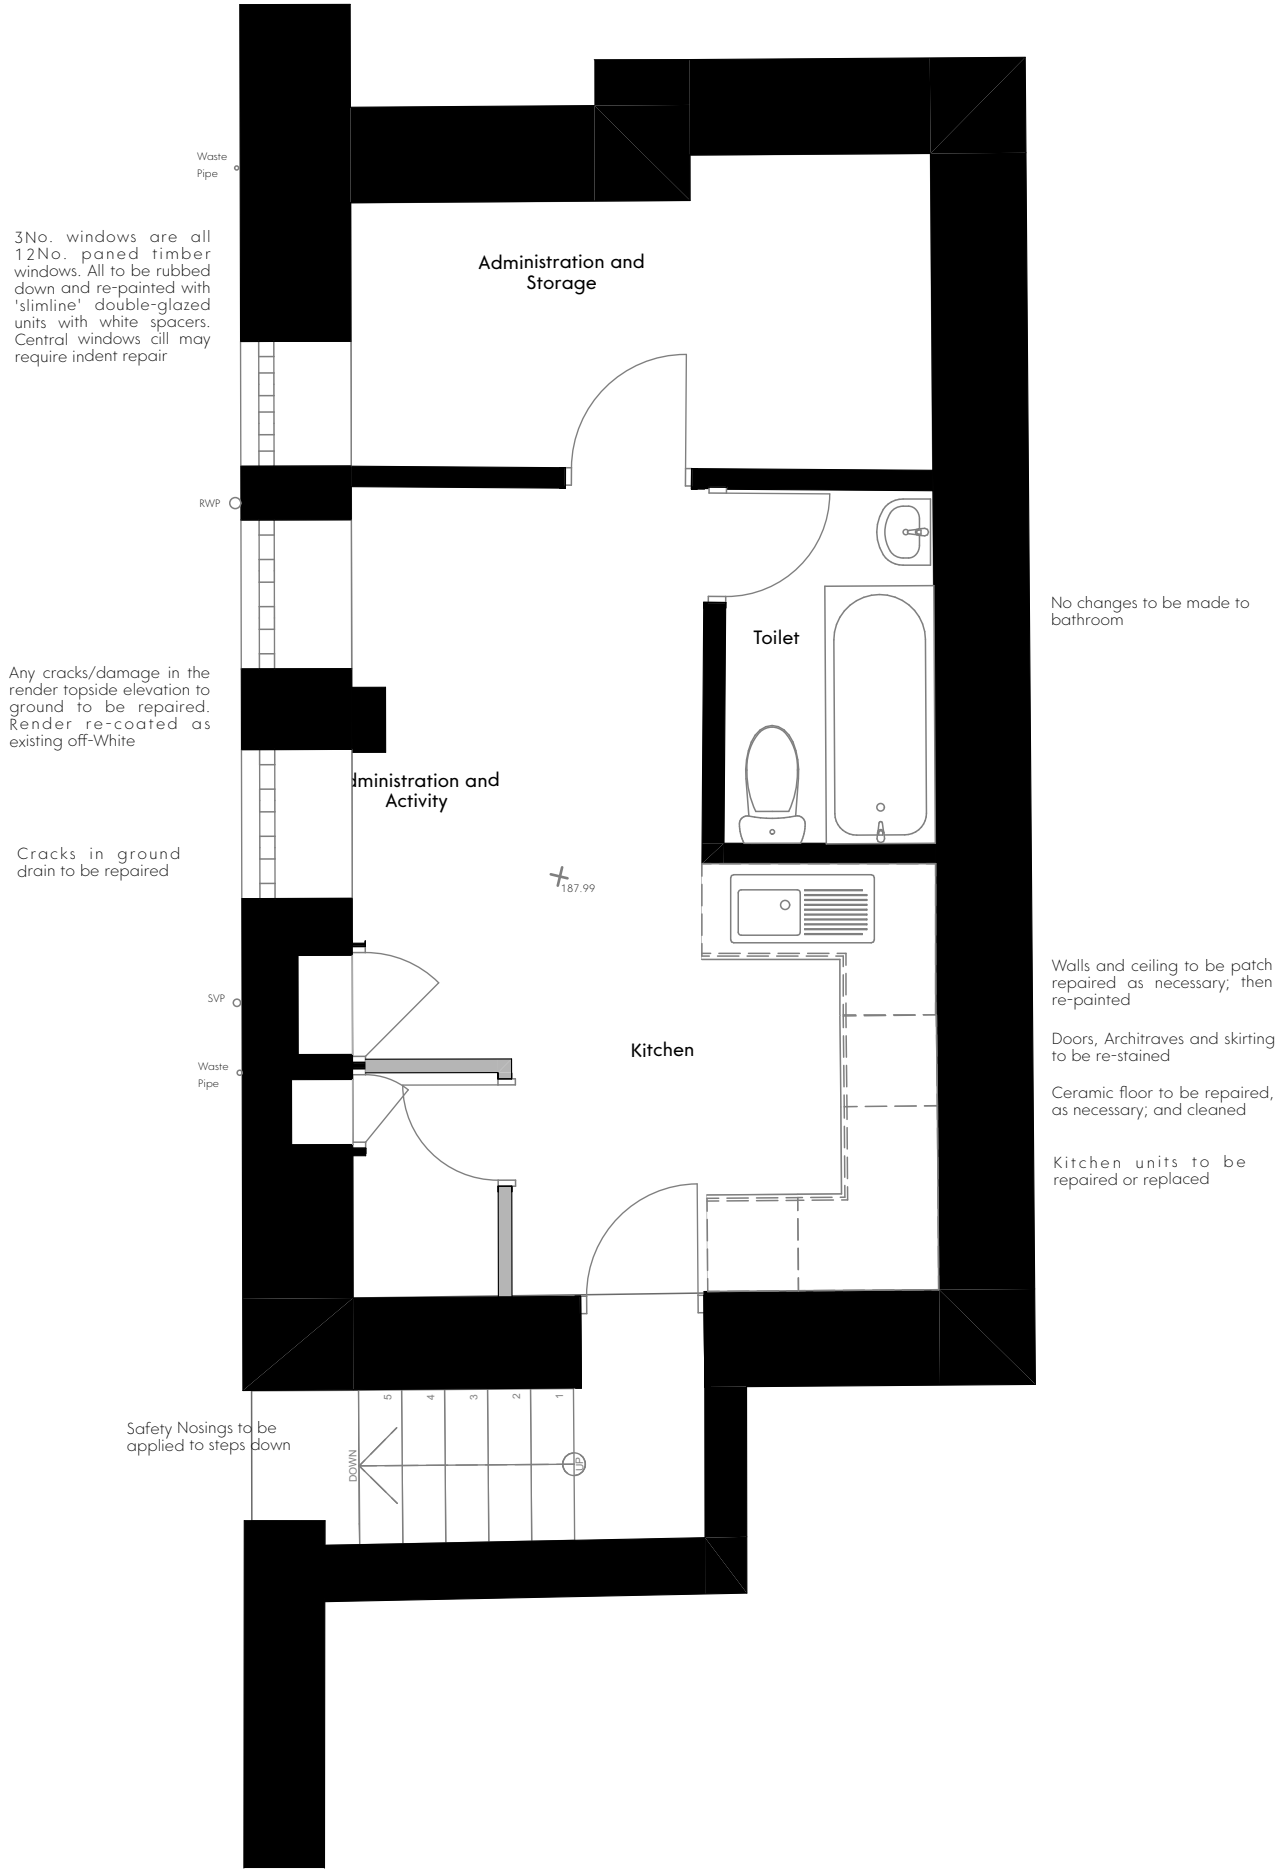 Waste
Pipe
3No. windows are all
12No. paned timber
windows. All to be rubbed
down and re-painted with
'slimline' double-glazed
units with white spacers.
Central windows cill may
require indent repair
Administration and
Storage
RWP
No changes to be made to
bathroom
Toilet
Any cracks/damage in the
render topside elevation to
ground to be repaired.
Render re-coated as
existing off-White
dministration and
Activity
Cracks in ground
drain to be repaired
187.99
Walls and ceiling to be patch
repaired as necessary; then
re-painted
SVP
Doors, Architraves and skirting
to be re-stained
Kitchen
Waste
Pipe
Ceramic floor to be repaired,
as necessary; and cleaned
Kitchen units to be
repaired or replaced
5 4 3 2 1
Safety Nosings to be
applied to steps down
DOWN
UP